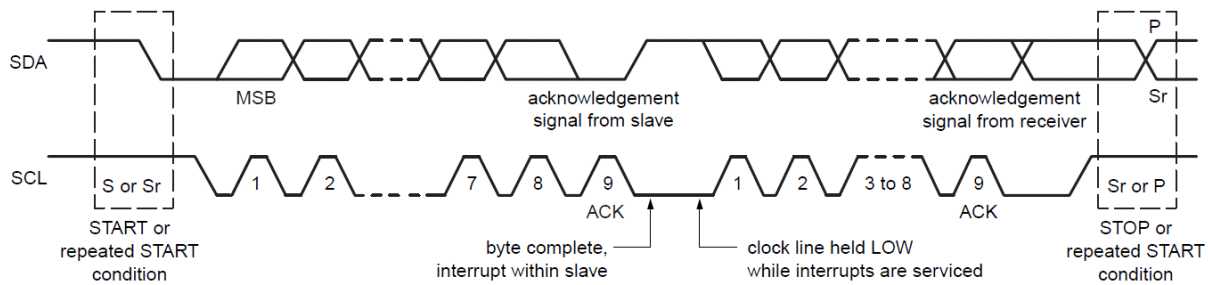 P
SDA
MSB
acknowledgement
signal from slave
acknowledgement
signal from receiver
Sr
SCL
S or Sr
1
2
7
8
9
1
2
3 to 8
9
Sr or P
ACK
ACK
START or
repeated START
condition
byte complete,
interrupt within slave
clock line held LOW
while interrupts are serviced
STOP or
repeated START
condition